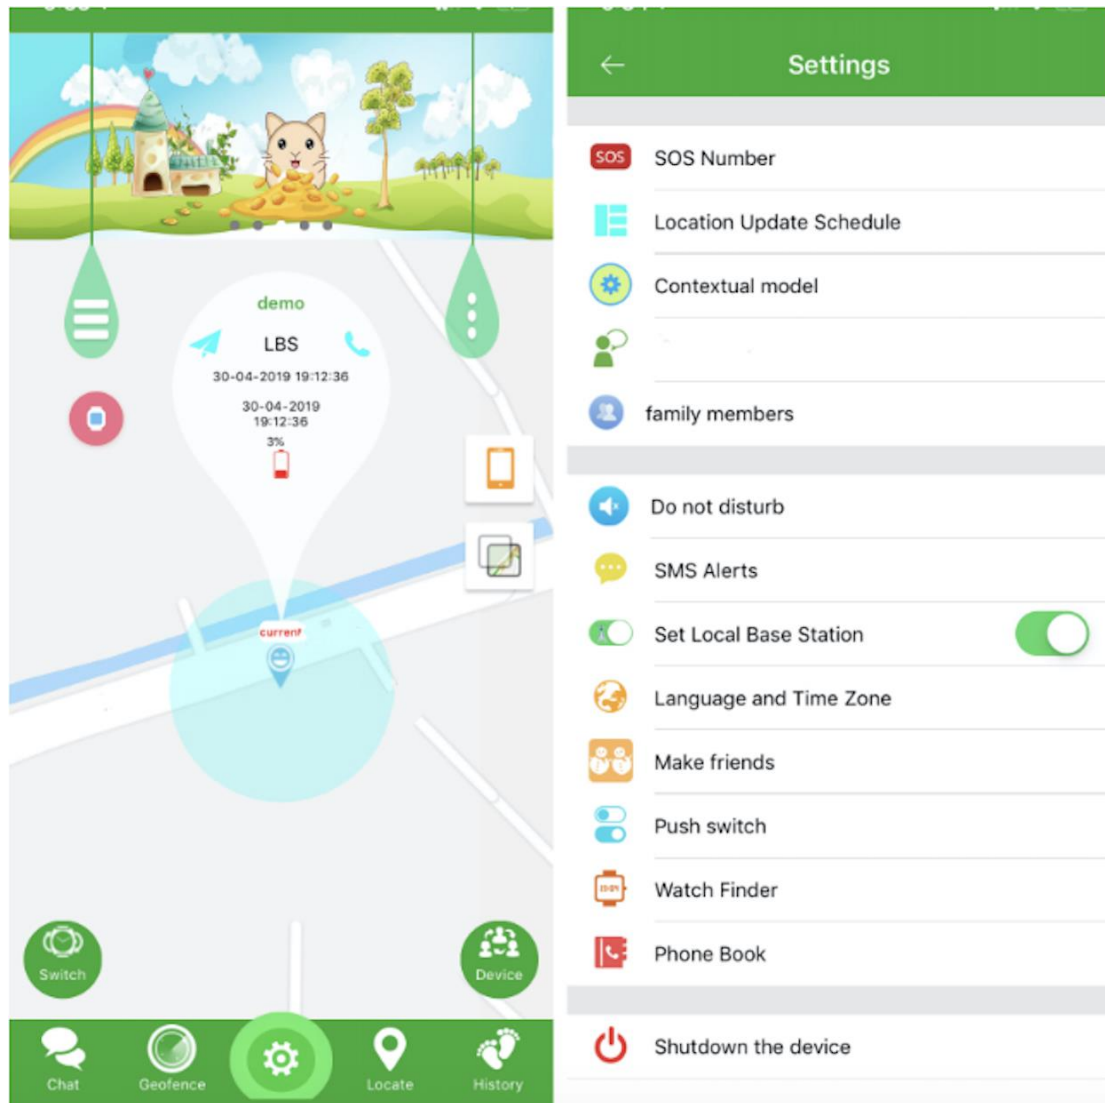 demo
LBS
30-04-2019 19:12:36
30-04-2019
19:12:36
3%
current
Switch
Device
Chat
Geofence
Locate
History
Settings
SOS
SOS Number
Location Update Schedule
Contextual model
family members
Do not disturb
SMS Alerts
Set Local Base Station
Language and Time Zone
Make friends
Push switch
Watch Finder
Phone Book
Shutdown the device